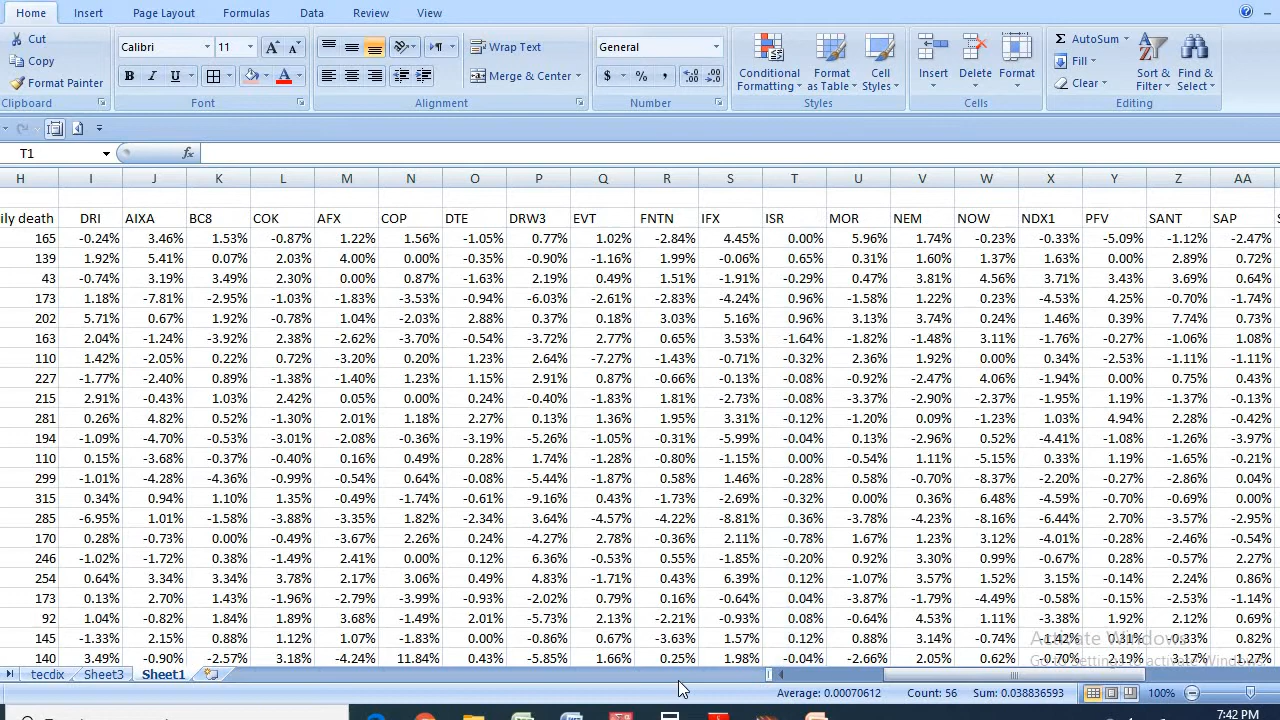 Home Insert Page Layout Formulas Data Review View
Cut
Copy
Format Painter
Clipboard
Calibri 11 A A
B I U A
Font
Wrap Text
Merge & Center
Alignment
General
$ % ,
Number
Conditional Formatting
Format as Table
Cell Styles
Styles
Insert Delete Format
Cells
AutoSum
Fill
Clear
Sort & Filter
Find & Select
Editing
T1 fx
H I J K L M N O P Q R S T U V W X Y Z AA
ily death DRI AIXA BC8 COK AFX COP DTE DRW3 EVT FNTN IFX ISR MOR NEM NOW NDX1 PFV SANT SAP
165 -0.24% 3.46% 1.53% -0.87% 1.22% 1.56% -1.05% 0.77% 1.02% -2.84% 4.45% 0.00% 5.96% 1.74% -0.23% -0.33% -5.09% -1.12% -2.47%
139 1.92% 5.41% 0.07% 2.03% 4.00% 0.00% -0.35% -0.90% -1.16% 1.99% -0.06% 0.65% 0.31% 1.60% 1.37% 1.63% 0.00% 2.89% 0.72%
43 -0.74% 3.19% 3.49% 2.30% 0.00% 0.87% -1.63% 2.19% 0.49% 1.51% -1.91% -0.29% 0.47% 3.81% 4.56% 3.71% 3.43% 3.69% 0.64%
173 1.18% -7.81% -2.95% -1.03% -1.83% -3.53% -0.94% -6.03% -2.61% -2.83% -4.24% 0.96% -1.58% 1.22% 0.23% -4.53% 4.25% -0.70% -1.74%
202 5.71% 0.67% 1.92% -0.78% 1.04% -2.03% 2.88% 0.37% 0.18% 3.03% 5.16% 0.96% 3.13% 3.74% 0.24% 1.46% 0.39% 7.74% 0.73%
163 2.04% -1.24% -3.92% 2.38% -2.62% -3.70% -0.54% -3.72% 2.77% 0.65% 3.53% -1.64% -1.82% -1.48% 3.11% -1.76% -0.27% -1.06% 1.08%
110 1.42% -2.05% 0.22% 0.72% -3.20% 0.20% 1.23% 2.64% -7.27% -1.43% -0.71% -0.32% 2.36% 1.92% 0.00% 0.34% -2.53% -1.11% -1.11%
227 -1.77% -2.40% 0.89% -1.38% -1.40% 1.23% 1.15% 2.91% 0.87% -0.66% -0.13% -0.08% -0.92% -2.47% 4.06% -1.94% 0.00% 0.75% 0.43%
215 2.91% -0.43% 1.03% 2.42% 0.05% 0.00% 0.24% -0.40% -1.83% 1.81% -2.73% -0.08% -3.37% -2.90% -2.37% -1.95% 1.19% -1.37% -0.13%
281 0.26% 4.82% 0.52% -1.30% 2.01% 1.18% 2.27% 0.13% 1.36% 1.95% 3.31% -0.12% -1.20% 0.09% -1.23% 1.03% 4.94% 2.28% -0.42%
194 -1.09% -4.70% -0.53% -3.01% -2.08% -0.36% -3.19% -5.26% -1.05% -0.31% -5.99% -0.04% 0.13% -2.96% 0.52% -4.41% -1.08% -1.26% -3.97%
110 0.15% -3.68% -0.37% -0.40% 0.16% 0.49% 0.28% 1.74% -1.28% -0.80% -1.15% 0.00% -0.54% 1.11% -5.15% 0.33% 1.19% -1.65% -0.21%
299 -1.01% -4.28% -4.36% -0.99% -0.54% 0.64% -0.08% -5.44% -1.87% 0.58% 1.46% -0.28% 0.58% -0.70% -8.37% -2.20% -0.27% -2.86% 0.04%
315 0.34% 0.94% 1.10% 1.35% -0.49% -1.74% -0.61% -9.16% 0.43% -1.73% -2.69% -0.32% 0.00% 0.36% 6.48% -4.59% -0.70% -0.69% 0.00%
285 -6.95% 1.01% -1.58% -3.88% -3.35% 1.82% -2.34% 3.64% -4.57% -4.22% -8.81% 0.36% -3.78% -4.23% -8.16% -6.44% 2.70% -3.57% -2.95%
170 0.28% -0.73% 0.00% -0.49% -3.67% 2.26% 0.24% -4.27% 2.78% -0.36% 2.11% -0.78% 1.67% 1.23% 3.12% -4.01% -0.28% -2.46% -0.54%
246 -1.02% -1.72% 0.38% -1.49% 2.41% 0.00% 0.12% 6.36% -0.53% 0.55% -1.85% -0.20% 0.92% 3.30% 0.99% -0.67% 0.28% -0.57% 2.27%
254 0.64% 3.34% 3.34% 3.78% 2.17% 3.06% 0.49% 4.83% -1.71% 0.43% 6.39% 0.12% -1.07% 3.57% 1.52% 3.15% -0.14% 2.24% 0.86%
173 0.13% 2.70% 1.43% -1.96% -2.79% -3.99% -0.93% -2.02% 0.79% 0.16% -0.64% 0.04% -3.87% -1.79% -4.49% -0.58% -0.15% -2.53% -1.14%
92 1.04% -0.82% 1.84% 1.89% 3.68% -1.49% 2.01% -5.73% 2.13% -2.21% -0.93% 0.08% -0.64% 4.53% 1.11% -3.38% 1.92% 2.12% 0.69%
145 -1.33% 2.15% 0.88% 1.12% 1.07% -1.83% 0.00% -0.86% 0.67% -3.63% 1.57% 0.12% 0.88% 3.14% -0.74% -1.42% -0.33% 0.82%
140 3.49% -0.90% -2.57% 3.18% -4.24% 11.84% 0.43% -5.85% 1.66% 0.25% 1.98% -0.04% -2.66% 2.05% 0.62% -0.70% -1.19% 3.17% -1.27%
Activate Windows
Go to Settings to activate Windows.
tecdix Sheet3 Sheet1
Average: 0.00070612 Count: 56 Sum: 0.038836593 100%
7:42 PM